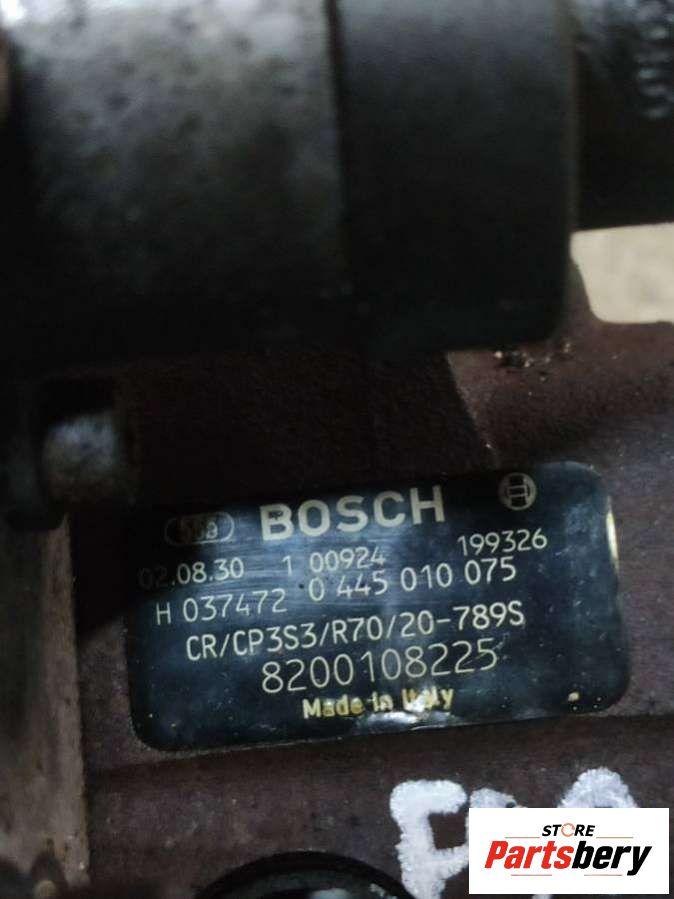 BOSCH
02.08.30 1 00924 199326
H 037472 0 445 010 075
CR/CP3S3/R70/20-789S
8200108225
Made in Italy
STORE
Partsbery